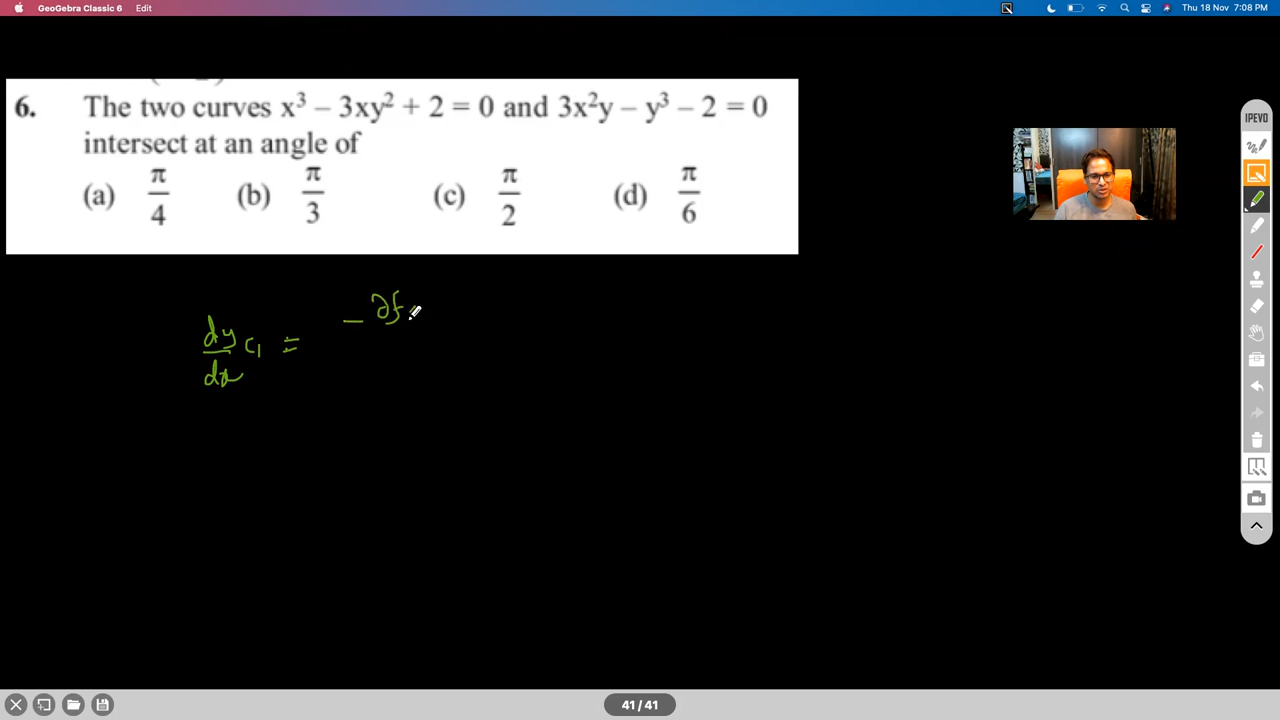 GeoGebra Classic 6 Edit Thu 18 Nov 7:08 PM
6. The two curves x³ – 3xy² + 2 = 0 and 3x²y – y³ – 2 = 0
intersect at an angle of
(a) π/4 (b) π/3 (c) π/2 (d) π/6
IPEVO
dy/dx C₁ = – ∂f
41 / 41